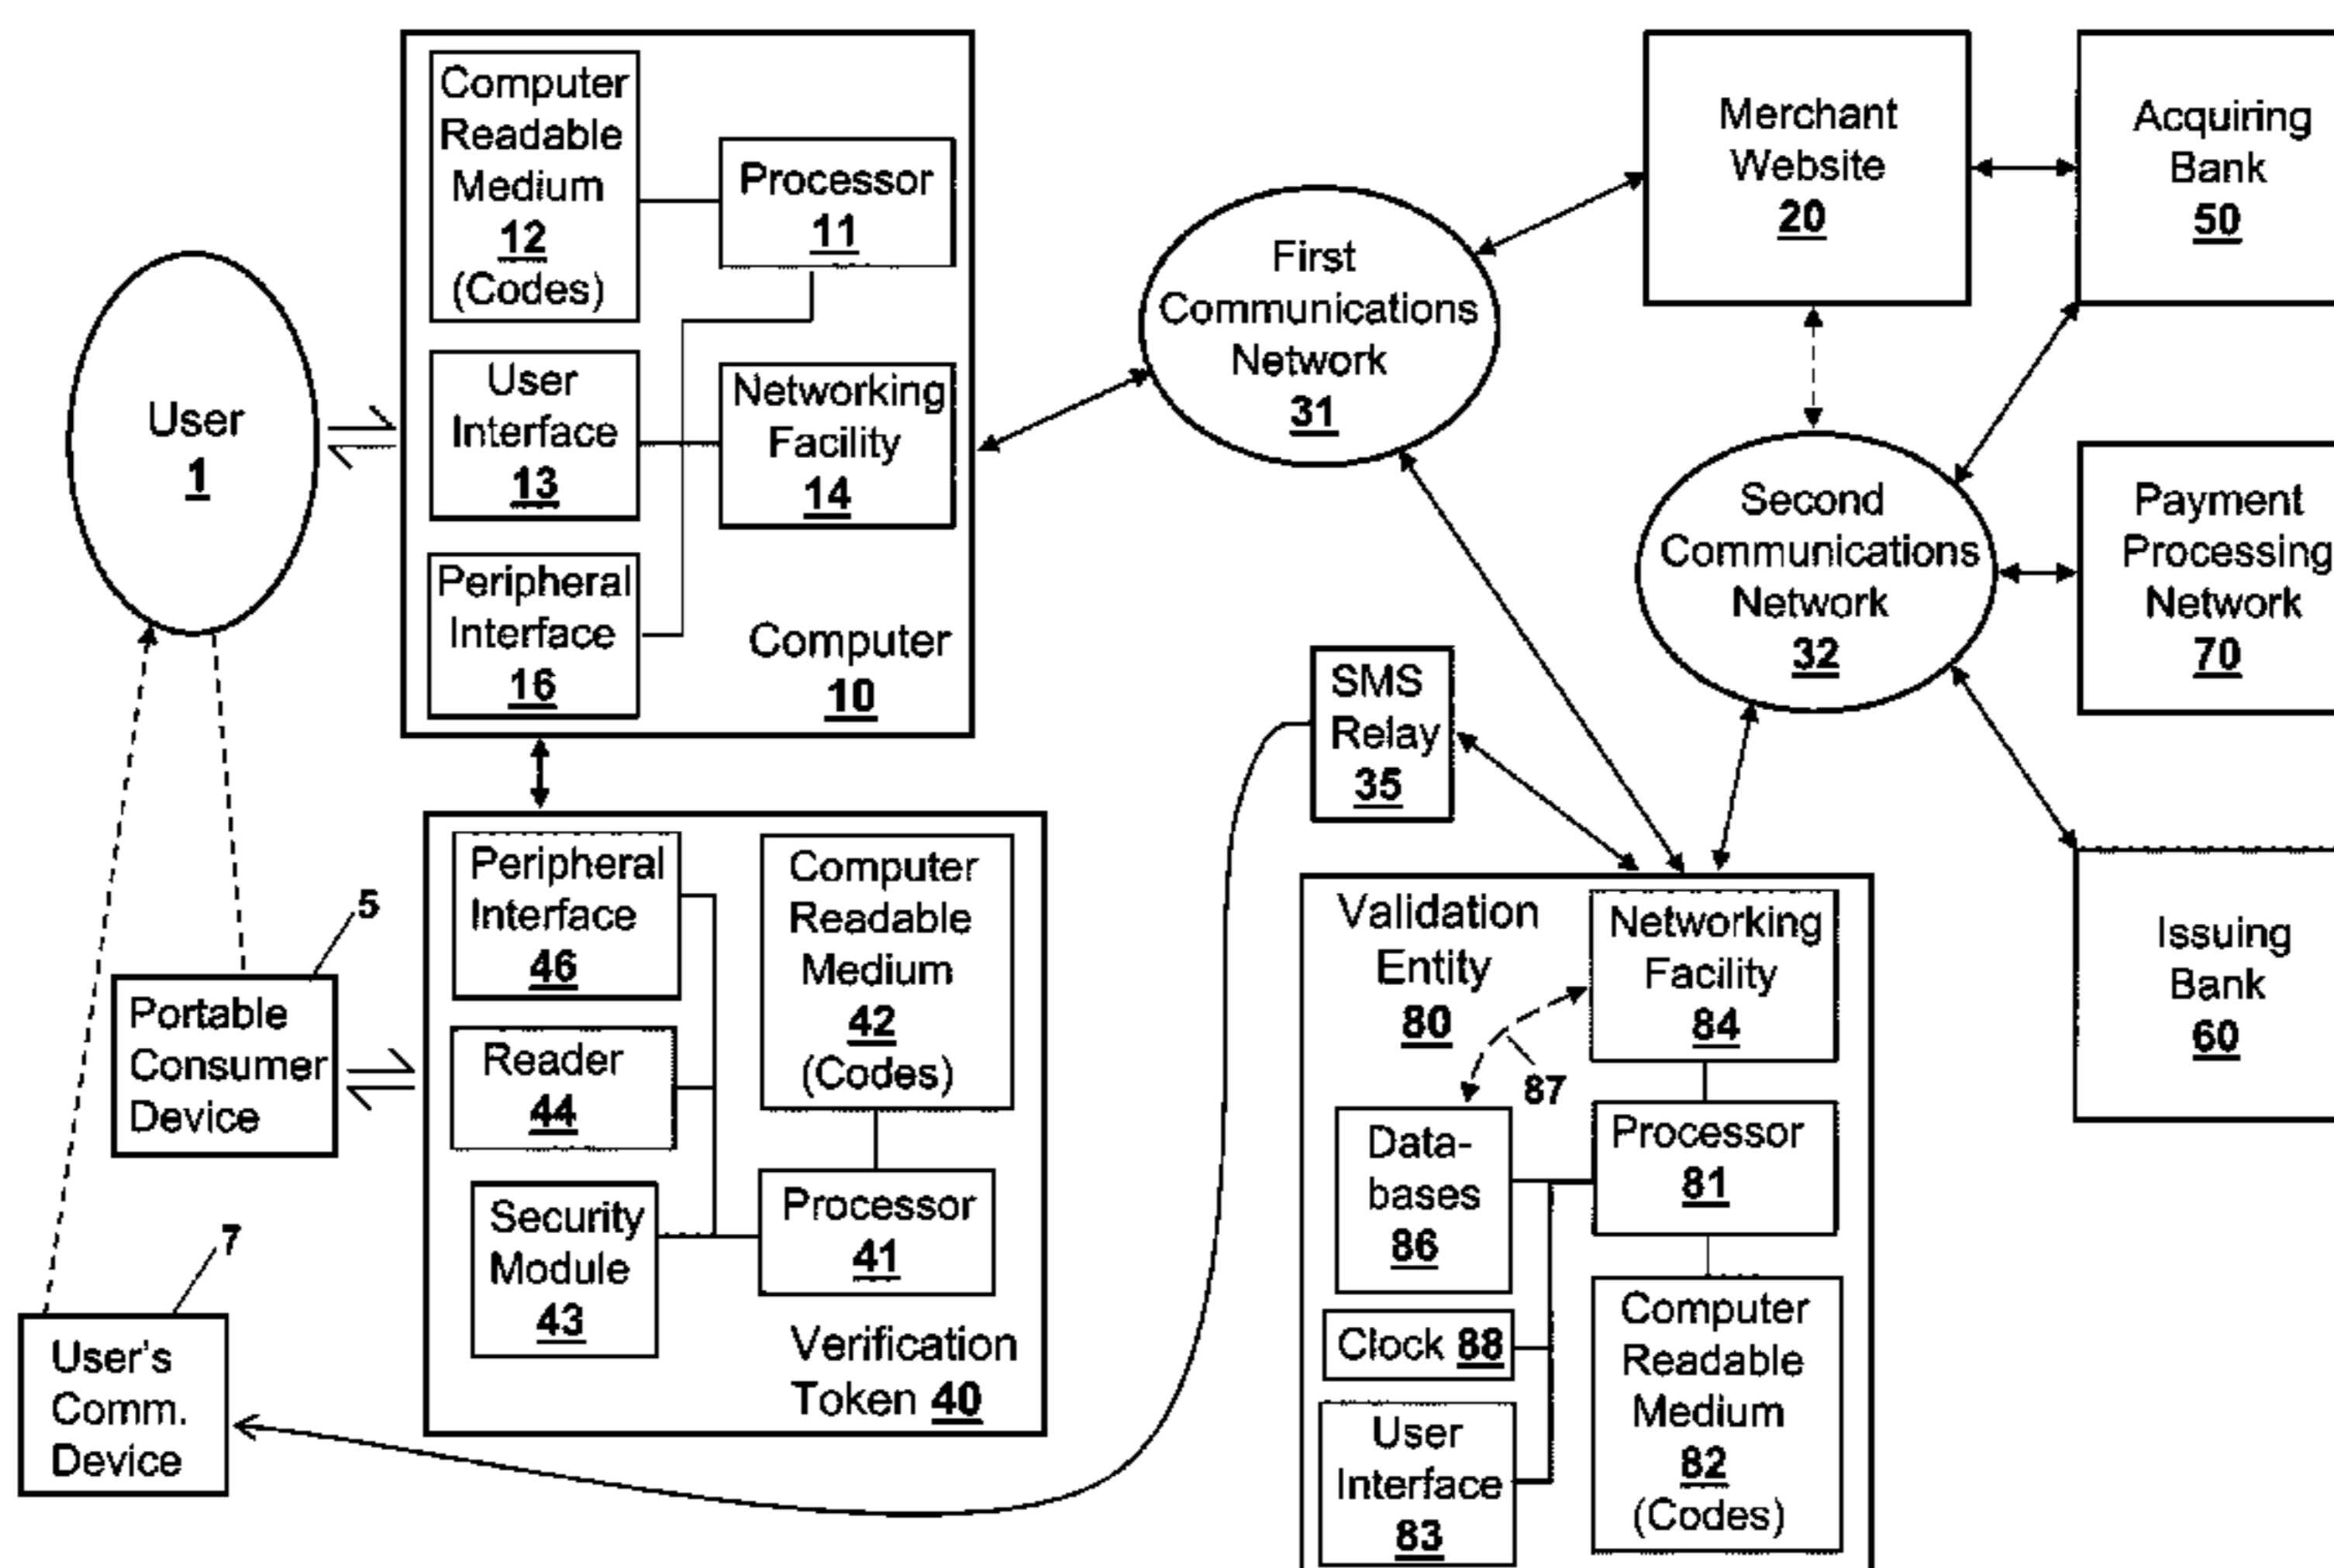 User
1
Computer
Readable
Medium
12
(Codes)
Processor
11
User
Interface
13
Networking
Facility
14
Peripheral
Interface
16
Computer
10
First
Communications
Network
31
Merchant
Website
20
Acquiring
Bank
50
Second
Communications
Network
32
Payment
Processing
Network
70
SMS
Relay
35
Issuing
Bank
60
5
Portable
Consumer
Device
7
User's
Comm.
Device
Peripheral
Interface
46
Computer
Readable
Medium
42
(Codes)
Reader
44
Security
Module
43
Processor
41
Verification
Token 40
Validation
Entity
80
Networking
Facility
84
87
Data-
bases
86
Processor
81
Clock 88
User
Interface
83
Computer
Readable
Medium
82
(Codes)